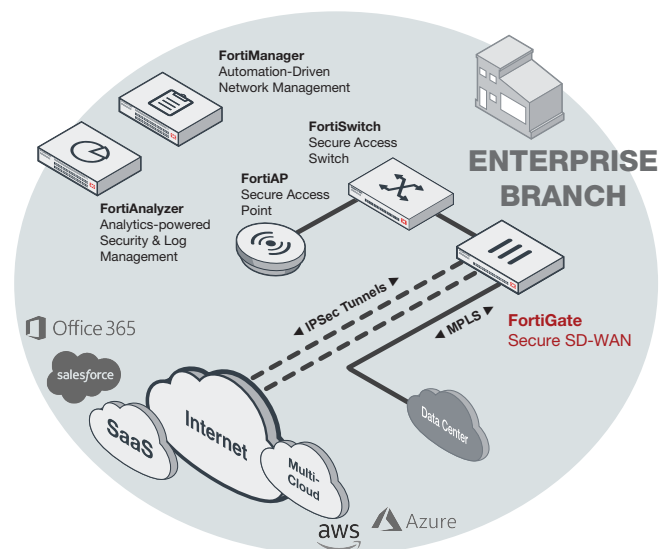 FortiManager
Automation-Driven
Network Management
FortiSwitch
Secure Access
Switch
ENTERPRISE
BRANCH
FortiAP
Secure Access
Point
FortiAnalyzer
Analytics-powered
Security & Log
Management
IPSec Tunnels
MPLS
FortiGate
Secure SD-WAN
Office 365
salesforce
SaaS
Internet
Multi-
Cloud
Data Center
aws
Azure